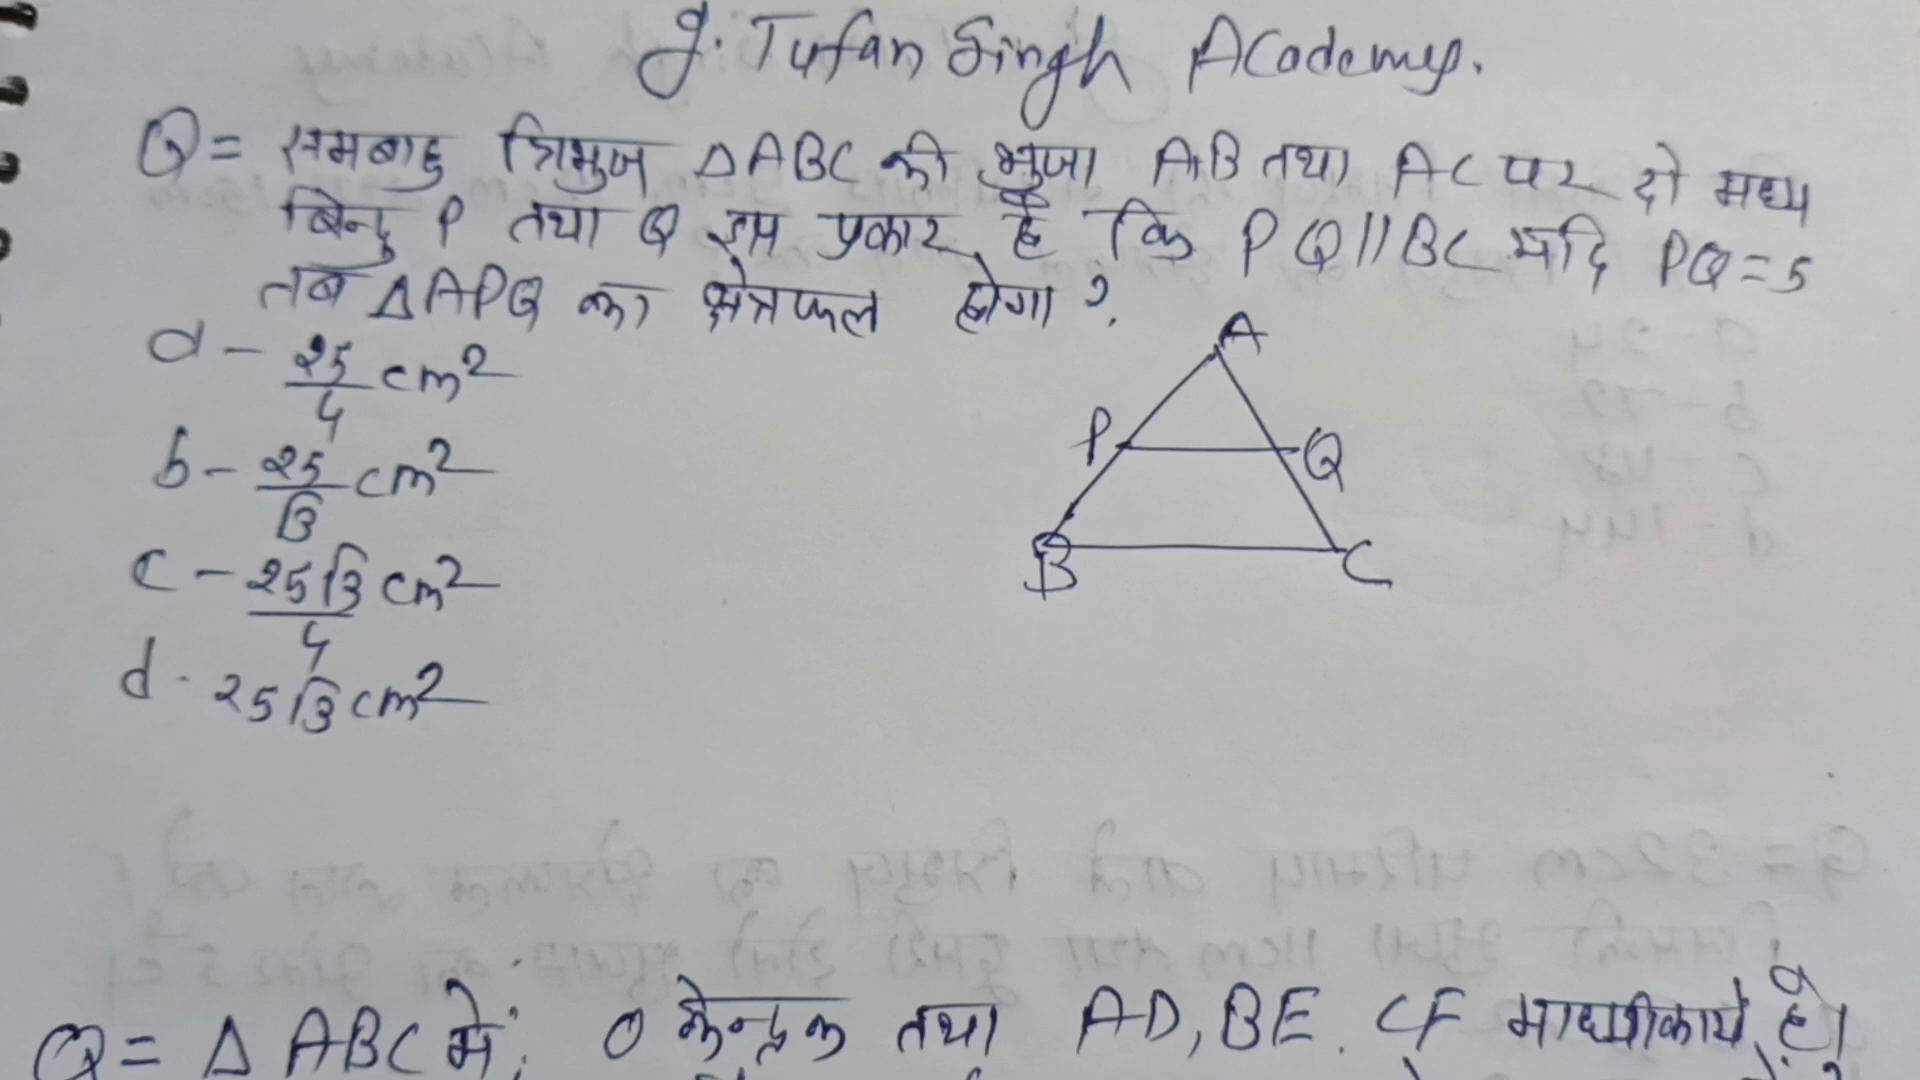 J. Tufan Singh Academy.
Q= समबाहु त्रिभुज ΔABC की भुजा AB तथा AC पर दो मध्य
बिन्दु P तथा Q इस प्रकार है कि PQ//BC यदि PQ=5
तब ΔAPQ का क्षेत्रफल होगा?
a- 25/4 cm²
b- 25/√3 cm²
c- 25√3/4 cm²
d- 25√3 cm²
A
P Q
B C
Q= Δ ABC में, O केन्द्रक तथा AD, BE. CF माध्यीकायें है।